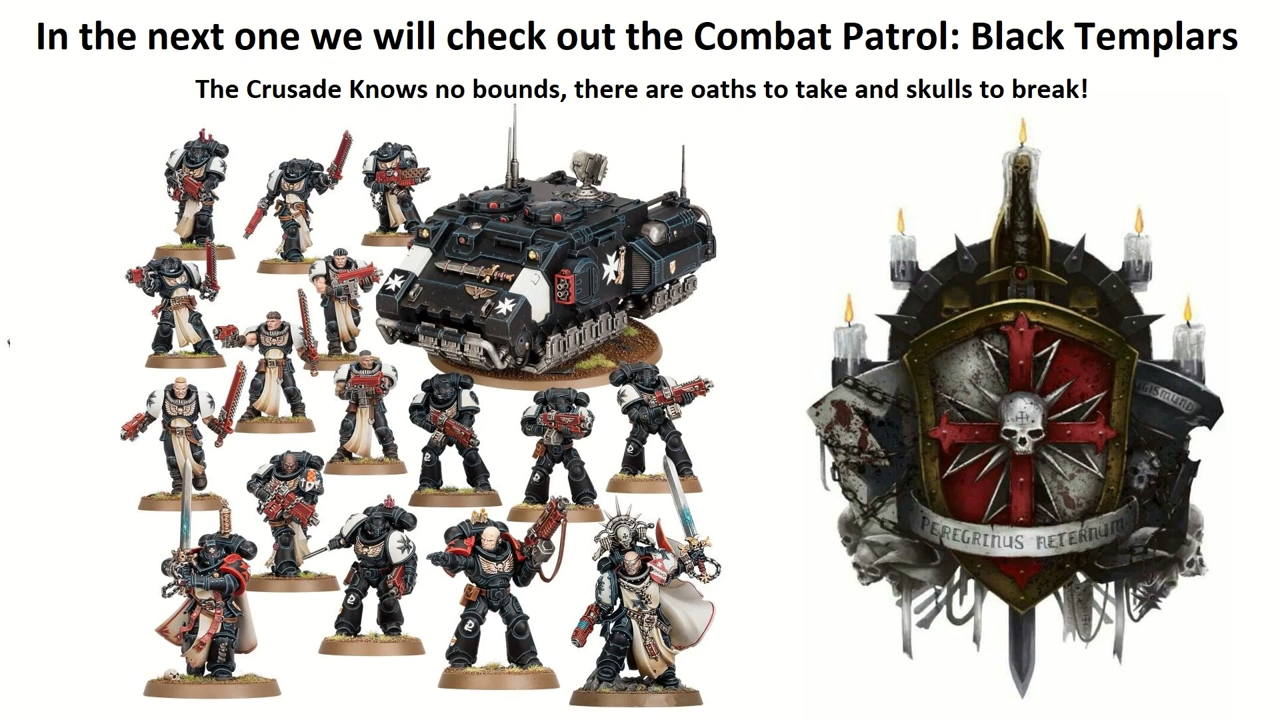 In the next one we will check out the Combat Patrol: Black Templars
The Crusade Knows no bounds, there are oaths to take and skulls to break!
SIGISMUND
PEREGRINUS AETERNUM